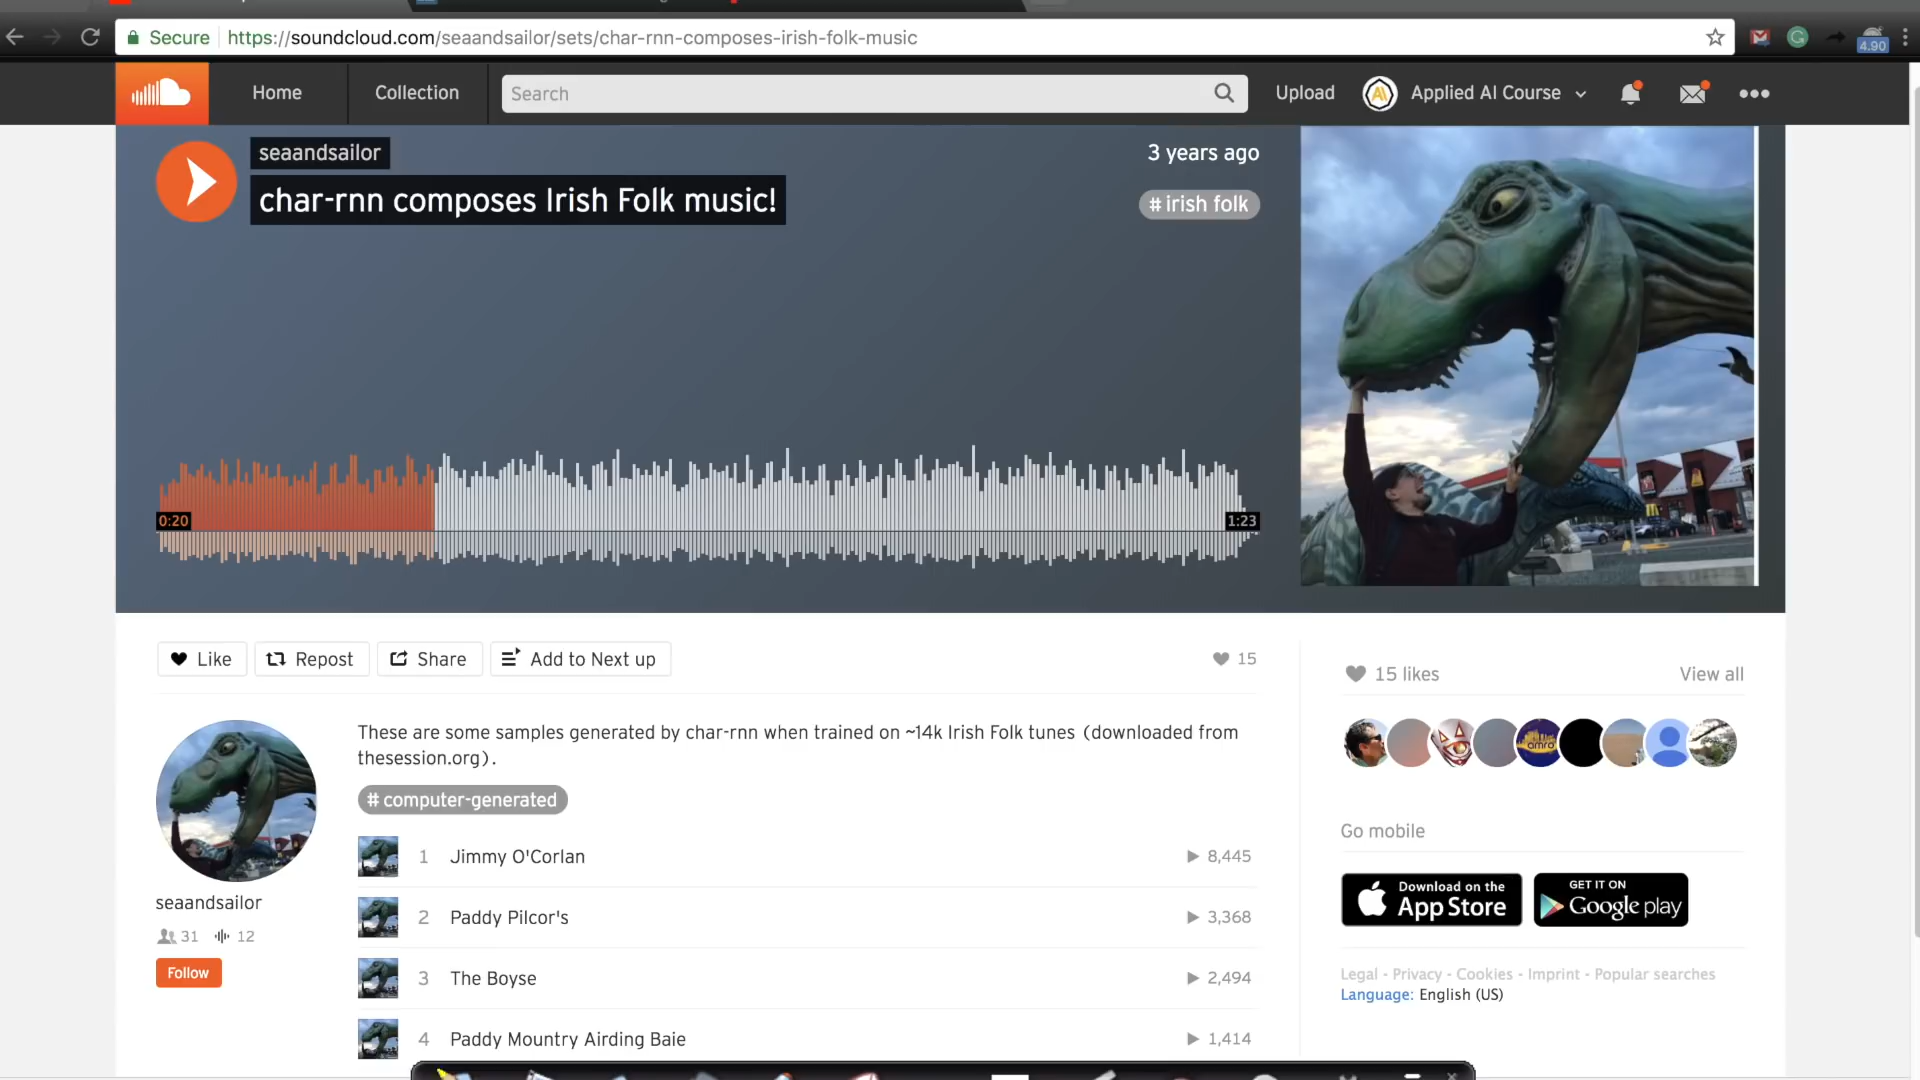 Secure https://soundcloud.com/seaandsailor/sets/char-rnn-composes-irish-folk-music
4.90
Home Collection Search Upload Applied AI Course
seaandsailor
3 years ago
char-rnn composes Irish Folk music!
# irish folk
0:20
1:23
Like Repost Share Add to Next up
15
15 likes View all
These are some samples generated by char-rnn when trained on ~14k Irish Folk tunes (downloaded from
thesession.org).
# computer-generated
amro
1 Jimmy O'Corlan 8,445
2 Paddy Pilcor's 3,368
3 The Boyse 2,494
4 Paddy Mountry Airding Baie 1,414
seaandsailor
31 12
Follow
Go mobile
Download on the
App Store
GET IT ON
Google play
Legal - Privacy - Cookies - Imprint - Popular searches
Language: English (US)